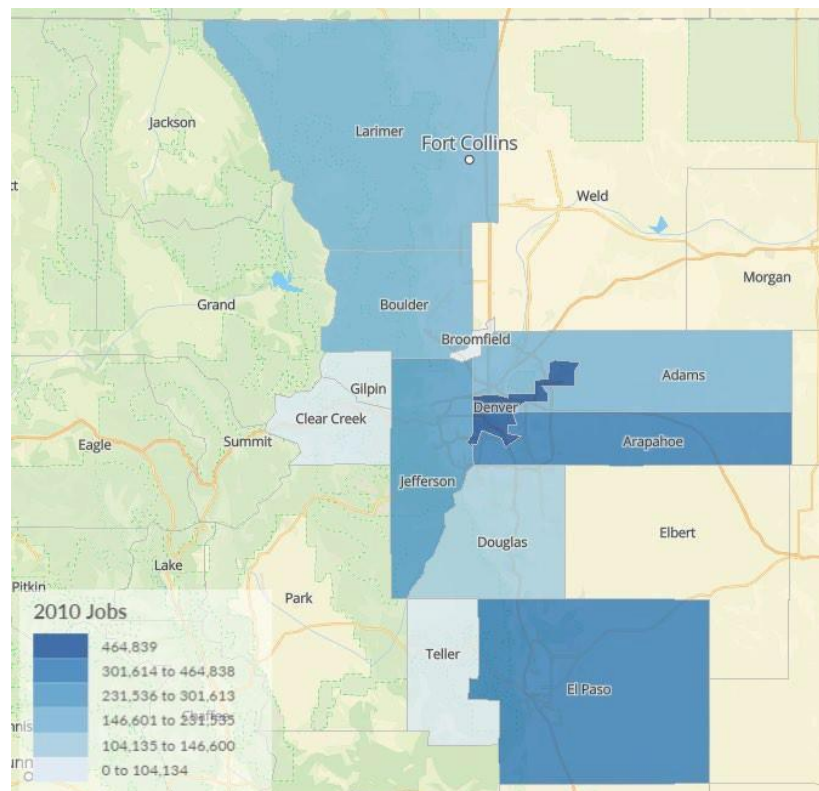 Jackson
Larimer
Fort Collins
Weld
Morgan
Grand
Boulder
Broomfield
Gilpin
Adams
Denver
Clear Creek
Eagle
Summit
Arapahoe
Jefferson
Douglas
Elbert
Lake
Pitkin
Park
2010 Jobs
464,839
301,614 to 464,838
231,536 to 301,613
146,601 to 231,535
104,135 to 146,600
0 to 104,134
Teller
El Paso